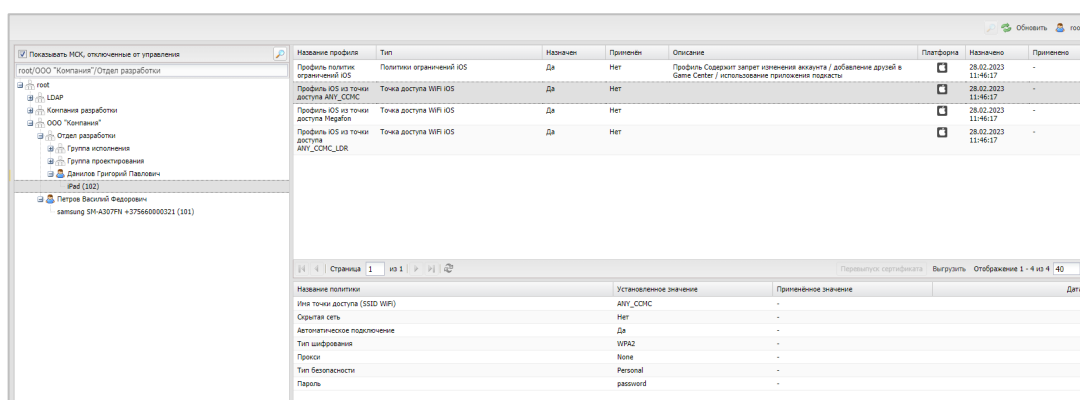 Обновить
Показывать МСК, отключенные от управления
root/ООО "Компания"/Отдел разработки
root
LDAP
Компания разработки
ООО "Компания"
Отдел разработки
Группа исполнения
Группа проектирования
Данилов Григорий Павлович
iPad (102)
Петров Василий Федорович
samsung SM-A307FN +375660000321 (101)
Название профиля Тип Назначен Применён Описание Платформа Назначено Применено
Профиль политик Политики ограничений iOS Да Нет Профиль Содержит запрет изменения аккаунта / добавление друзей в 28.02.2023 -
ограничений iOS Game Center / использование приложения подкасты 11:46:17
Профиль iOS из точки Точка доступа WiFi iOS Да Нет 28.02.2023 -
доступа ANY_CCMC 11:46:17
Профиль iOS из точки Точка доступа WiFi iOS Да Нет 28.02.2023 -
доступа Megafon 11:46:17
Профиль iOS из точки Точка доступа WiFi iOS Да Нет 28.02.2023 -
доступа 11:46:17
ANY_CCMC_LDR
Страница 1 из 1 Перевыпуск сертификата Выгрузить Отображение 1 - 4 из 4 40
Название политики Установленное значение Применённое значение Дата
Имя точки доступа (SSID WiFi) ANY_CCMC -
Скрытая сеть Нет -
Автоматическое подключение Да -
Тип шифрования WPA2 -
Прокси None -
Тип безопасности Personal -
Пароль password -